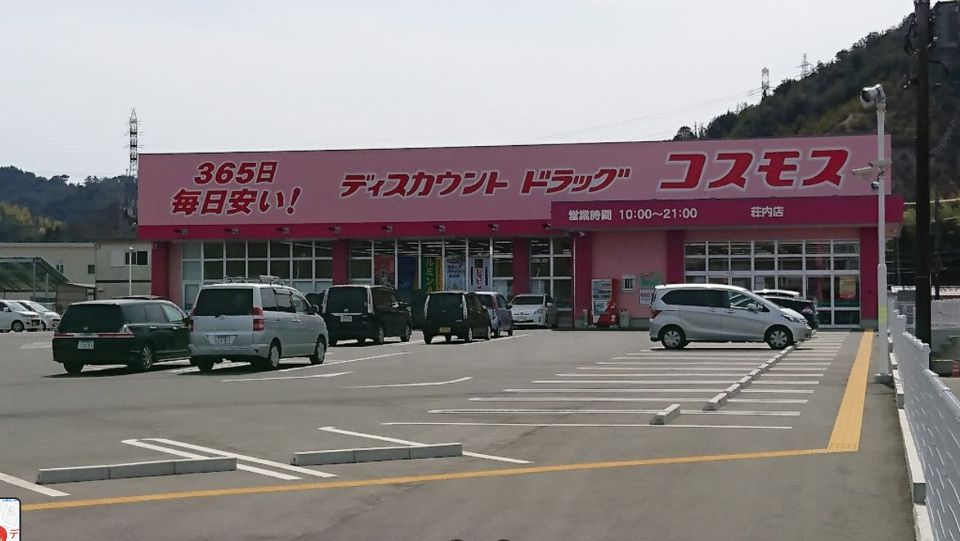 365日
毎日安い!
ディスカウント ドラッグ コスモス
営業時間 10:00～21:00 荘内店